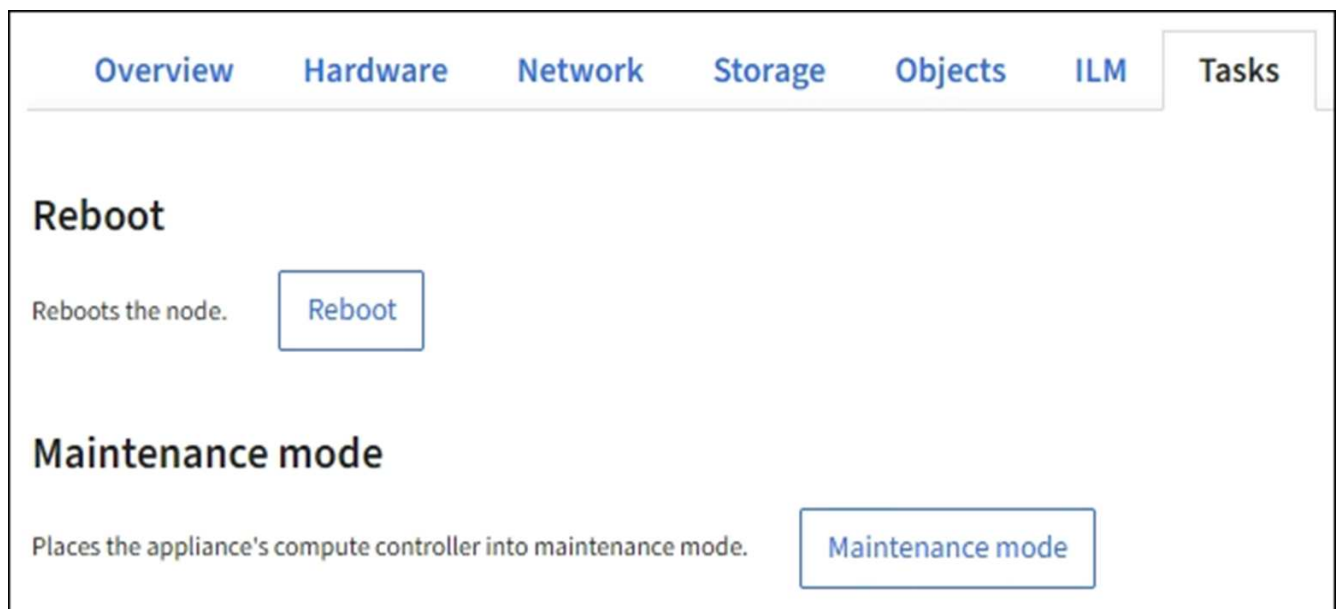 Overview Hardware Network Storage Objects ILM Tasks
Reboot
Reboots the node. Reboot
Maintenance mode
Places the appliance's compute controller into maintenance mode. Maintenance mode